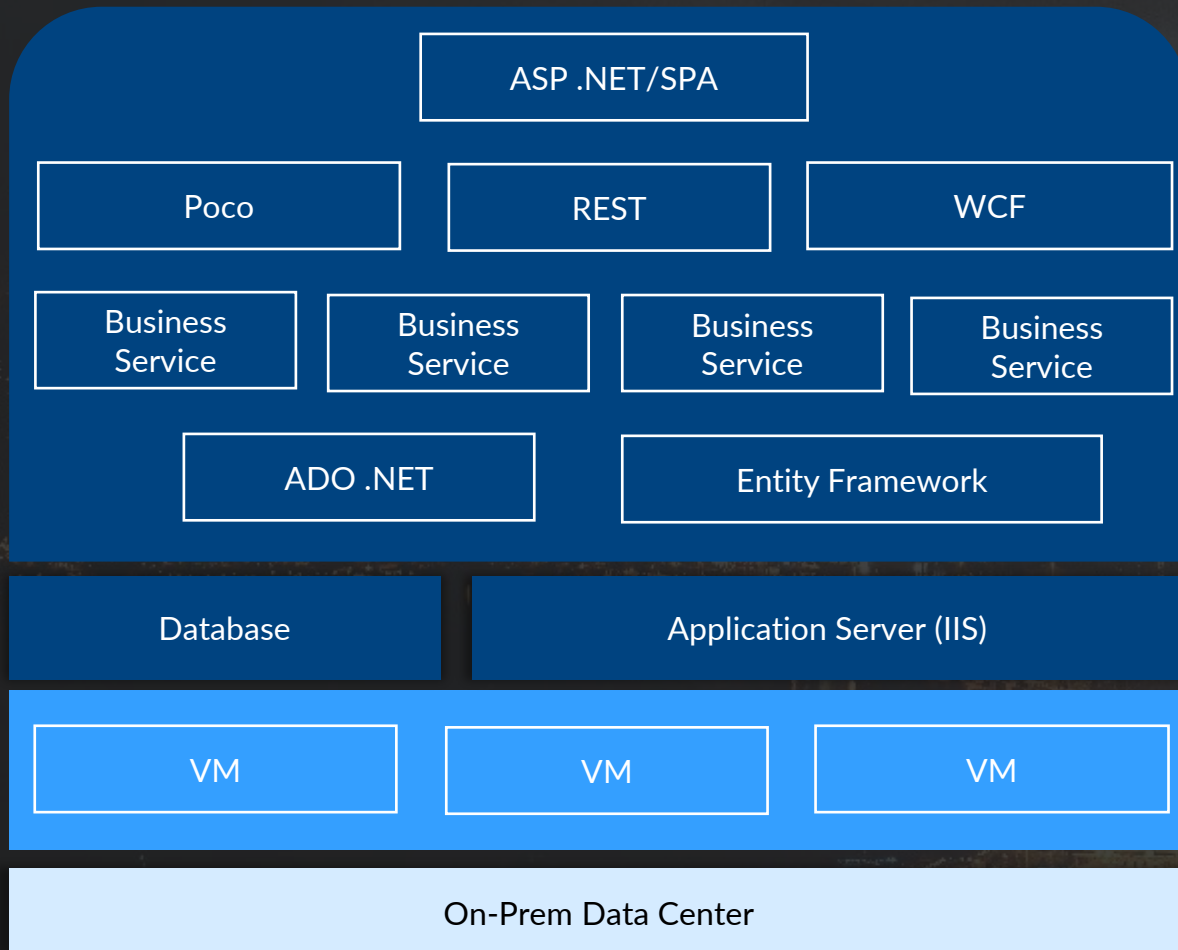 ASP .NET/SPA
Poco
REST
WCF
Business
Service
Business
Service
Business
Service
Business
Service
ADO .NET
Entity Framework
Database
Application Server (IIS)
VM
VM
VM
On-Prem Data Center